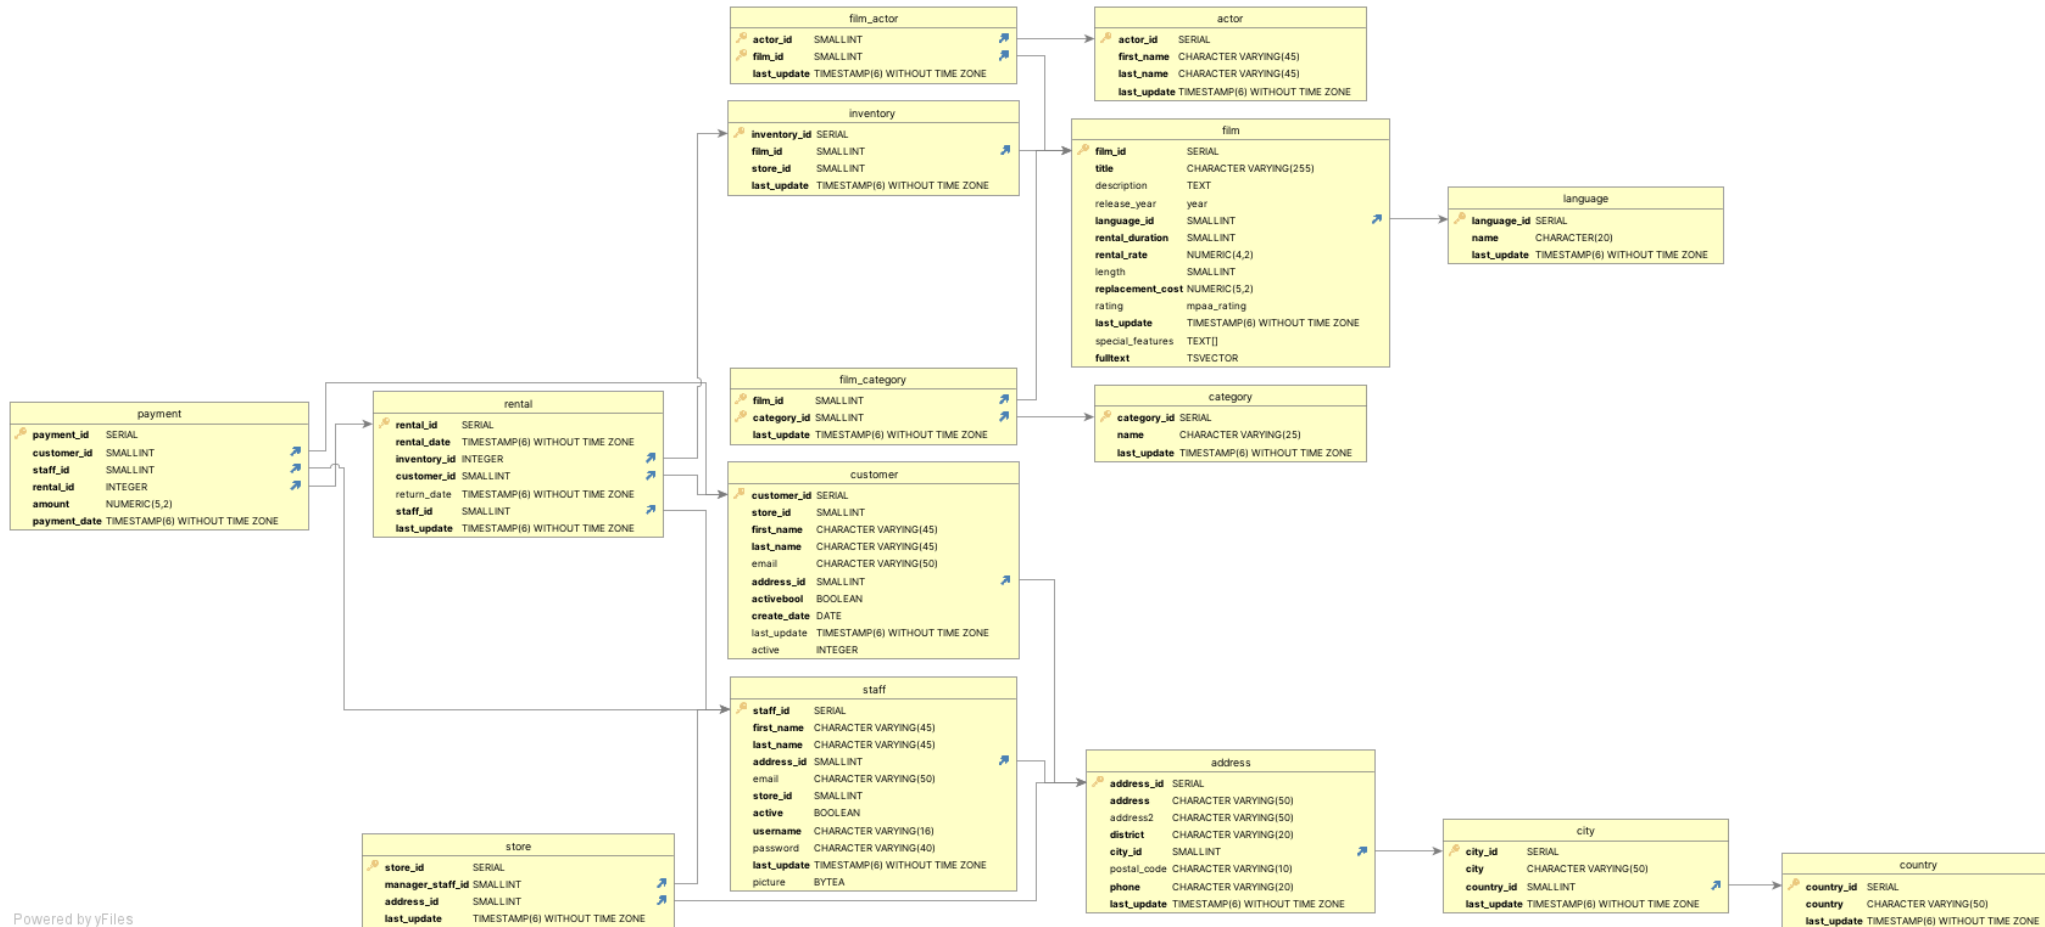 film_actor
actor_id SMALLINT
film_id SMALLINT
last_update TIMESTAMP(6) WITHOUT TIME ZONE
actor
actor_id SERIAL
first_name CHARACTER VARYING(45)
last_name CHARACTER VARYING(45)
last_update TIMESTAMP(6) WITHOUT TIME ZONE
inventory
inventory_id SERIAL
film_id SMALLINT
store_id SMALLINT
last_update TIMESTAMP(6) WITHOUT TIME ZONE
film
film_id SERIAL
title CHARACTER VARYING(255)
description TEXT
release_year year
language_id SMALLINT
rental_duration SMALLINT
rental_rate NUMERIC(4,2)
length SMALLINT
replacement_cost NUMERIC(5,2)
rating mpaa_rating
last_update TIMESTAMP(6) WITHOUT TIME ZONE
special_features TEXT[]
fulltext TSVECTOR
language
language_id SERIAL
name CHARACTER(20)
last_update TIMESTAMP(6) WITHOUT TIME ZONE
film_category
film_id SMALLINT
category_id SMALLINT
last_update TIMESTAMP(6) WITHOUT TIME ZONE
category
category_id SERIAL
name CHARACTER VARYING(25)
last_update TIMESTAMP(6) WITHOUT TIME ZONE
payment
payment_id SERIAL
customer_id SMALLINT
staff_id SMALLINT
rental_id INTEGER
amount NUMERIC(5,2)
payment_date TIMESTAMP(6) WITHOUT TIME ZONE
rental
rental_id SERIAL
rental_date TIMESTAMP(6) WITHOUT TIME ZONE
inventory_id INTEGER
customer_id SMALLINT
return_date TIMESTAMP(6) WITHOUT TIME ZONE
staff_id SMALLINT
last_update TIMESTAMP(6) WITHOUT TIME ZONE
customer
customer_id SERIAL
store_id SMALLINT
first_name CHARACTER VARYING(45)
last_name CHARACTER VARYING(45)
email CHARACTER VARYING(50)
address_id SMALLINT
activebool BOOLEAN
create_date DATE
last_update TIMESTAMP(6) WITHOUT TIME ZONE
active INTEGER
staff
staff_id SERIAL
first_name CHARACTER VARYING(45)
last_name CHARACTER VARYING(45)
address_id SMALLINT
email CHARACTER VARYING(50)
store_id SMALLINT
active BOOLEAN
username CHARACTER VARYING(16)
password CHARACTER VARYING(40)
last_update TIMESTAMP(6) WITHOUT TIME ZONE
picture BYTEA
store
store_id SERIAL
manager_staff_id SMALLINT
address_id SMALLINT
last_update TIMESTAMP(6) WITHOUT TIME ZONE
address
address_id SERIAL
address CHARACTER VARYING(50)
address2 CHARACTER VARYING(50)
district CHARACTER VARYING(20)
city_id SMALLINT
postal_code CHARACTER VARYING(10)
phone CHARACTER VARYING(20)
last_update TIMESTAMP(6) WITHOUT TIME ZONE
city
city_id SERIAL
city CHARACTER VARYING(50)
country_id SMALLINT
last_update TIMESTAMP(6) WITHOUT TIME ZONE
country
country_id SERIAL
country CHARACTER VARYING(50)
last_update TIMESTAMP(6) WITHOUT TIME ZONE
Powered by yFiles